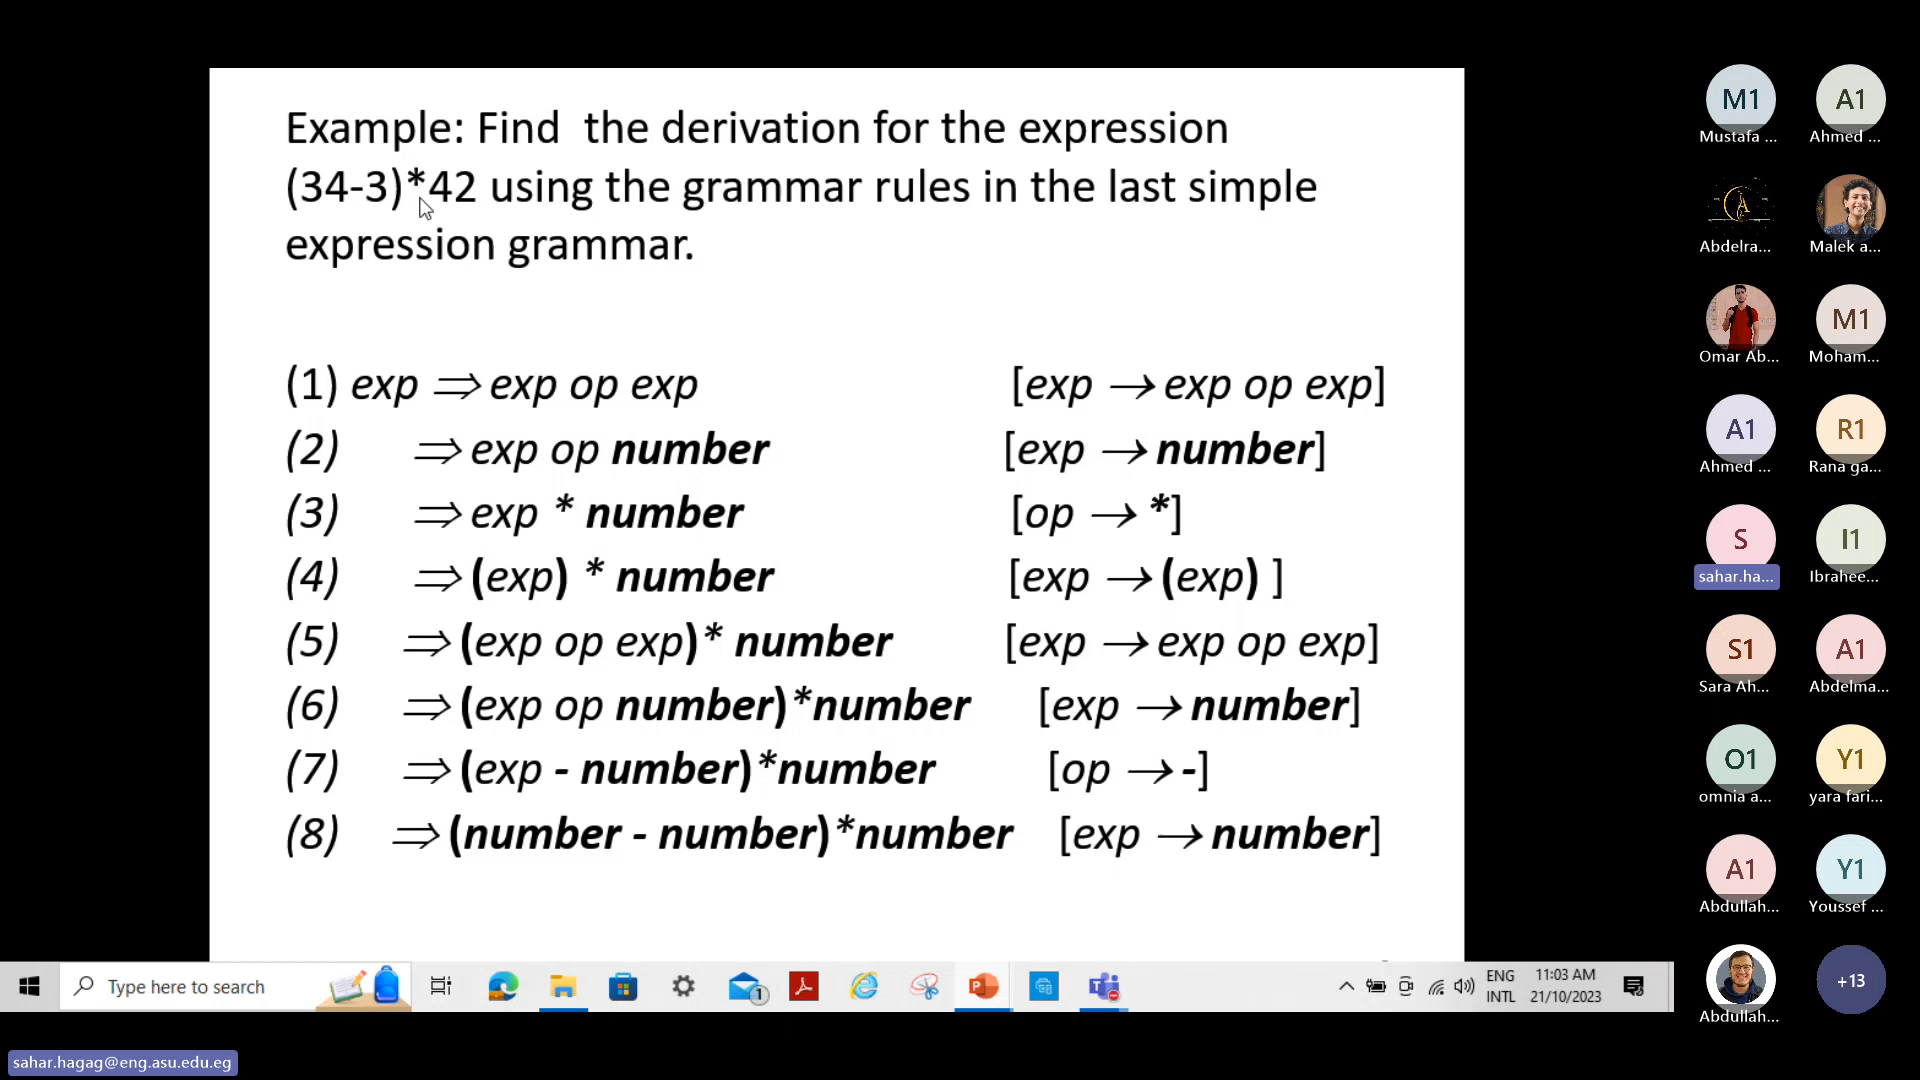 Example: Find the derivation for the expression
(34-3)*42 using the grammar rules in the last simple
expression grammar.
(1) exp ⇒ exp op exp [exp → exp op exp]
(2) ⇒ exp op number [exp → number]
(3) ⇒ exp * number [op → *]
(4) ⇒ (exp) * number [exp → (exp) ]
(5) ⇒ (exp op exp)* number [exp → exp op exp]
(6) ⇒ (exp op number)*number [exp → number]
(7) ⇒ (exp - number)*number [op → -]
(8) ⇒ (number - number)*number [exp → number]
M1 A1
Mustafa ... Ahmed ...
A
Abdelra... Malek a...
M1
Omar Ab... Moham...
A1 R1
Ahmed ... Rana ga...
S I1
sahar.ha... Ibrahee...
S1 A1
Sara Ah... Abdelma...
O1 Y1
omnia a... yara fari...
A1 Y1
Abdullah... Youssef ...
+13
Abdullah...
Type here to search
1
P
ENG
INTL
11:03 AM
21/10/2023
sahar.hagag@eng.asu.edu.eg